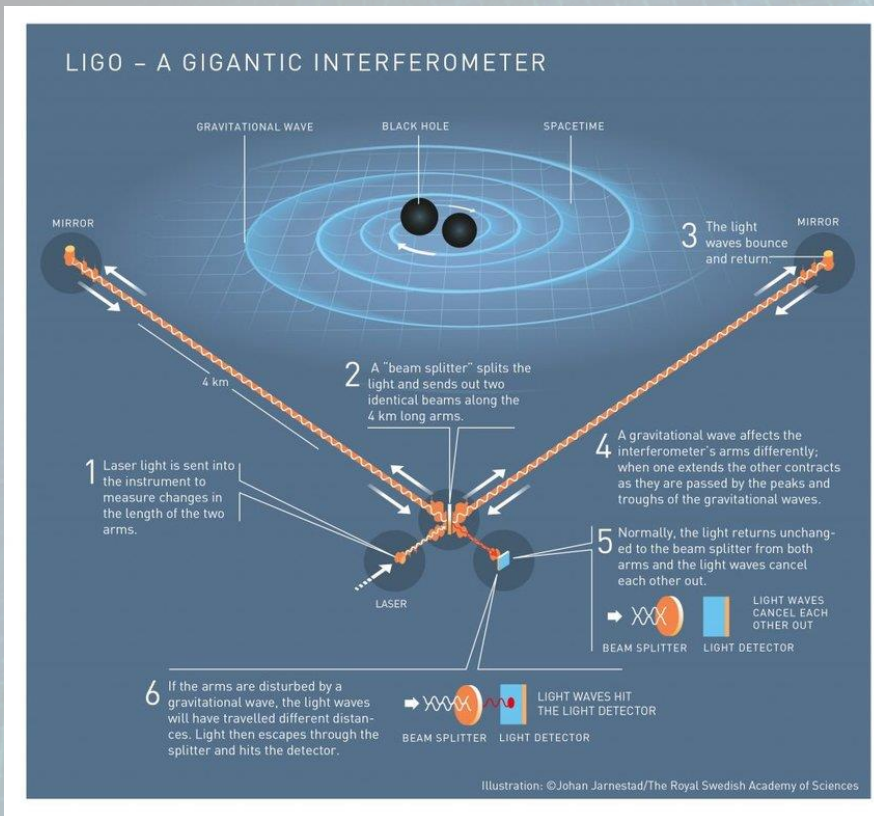 LIGO – A GIGANTIC INTERFEROMETER
GRAVITATIONAL WAVE
BLACK HOLE
SPACETIME
MIRROR
3 The light
waves bounce
and return.
MIRROR
4 km
2 A "beam splitter" splits the
light and sends out two
identical beams along the
4 km long arms.
1 Laser light is sent into
the instrument to
measure changes in
the length of the two
arms.
4 A gravitational wave affects the
interferometer's arms differently;
when one extends the other contracts
as they are passed by the peaks and
troughs of the gravitational waves.
5 Normally, the light returns unchang-
ed to the beam splitter from both
arms and the light waves cancel
each other out.
LASER
LIGHT WAVES
CANCEL EACH
OTHER OUT
BEAM SPLITTER
LIGHT DETECTOR
6 If the arms are disturbed by a
gravitational wave, the light waves
will have travelled different distan-
ces. Light then escapes through the
splitter and hits the detector.
LIGHT WAVES HIT
THE LIGHT DETECTOR
BEAM SPLITTER
LIGHT DETECTOR
Illustration: ©Johan Jarnestad/The Royal Swedish Academy of Sciences